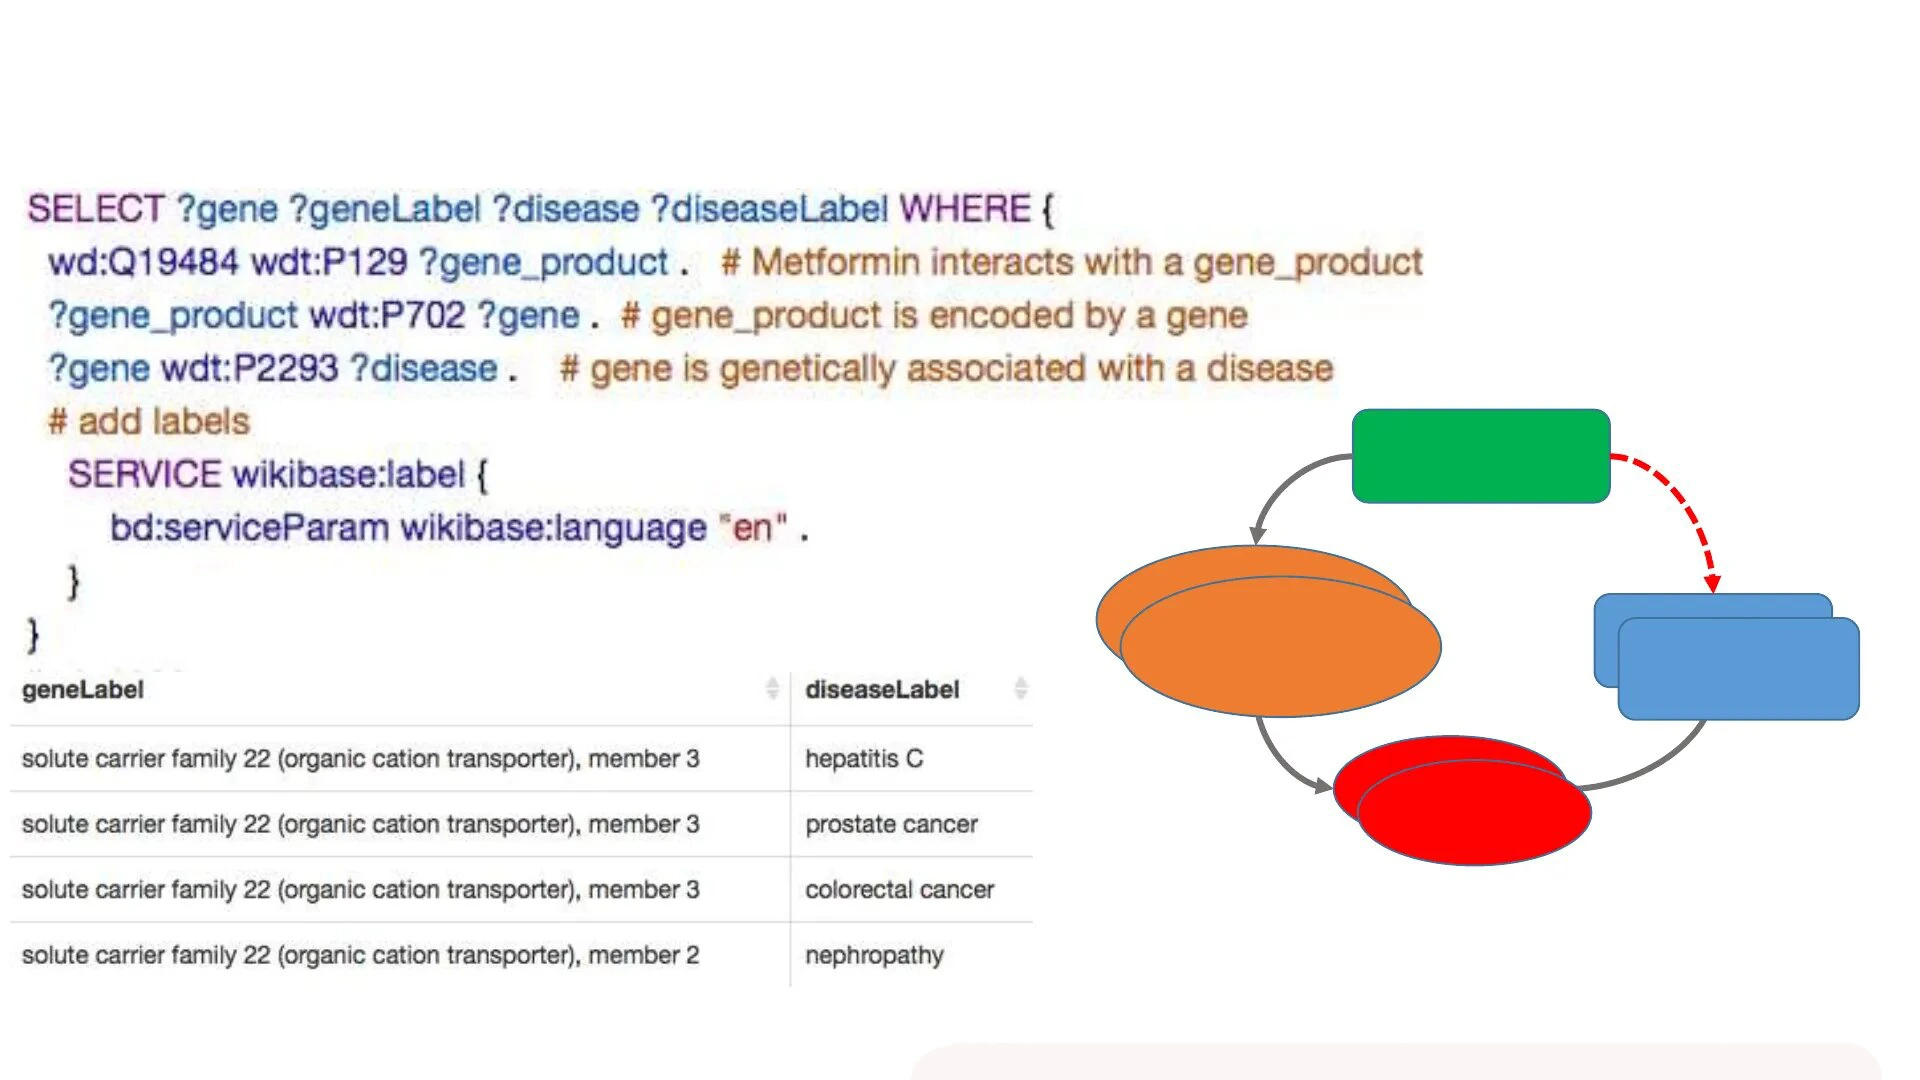 SELECT ?gene ?geneLabel ?disease ?diseaseLabel WHERE {
wd:Q19484 wdt:P129 ?gene_product . # Metformin interacts with a gene_product
?gene_product wdt:P702 ?gene . # gene_product is encoded by a gene
?gene wdt:P2293 ?disease . # gene is genetically associated with a disease
# add labels
SERVICE wikibase:label {
bd:serviceParam wikibase:language "en" .
}
}
geneLabel diseaseLabel
solute carrier family 22 (organic cation transporter), member 3 hepatitis C
solute carrier family 22 (organic cation transporter), member 3 prostate cancer
solute carrier family 22 (organic cation transporter), member 3 colorectal cancer
solute carrier family 22 (organic cation transporter), member 2 nephropathy